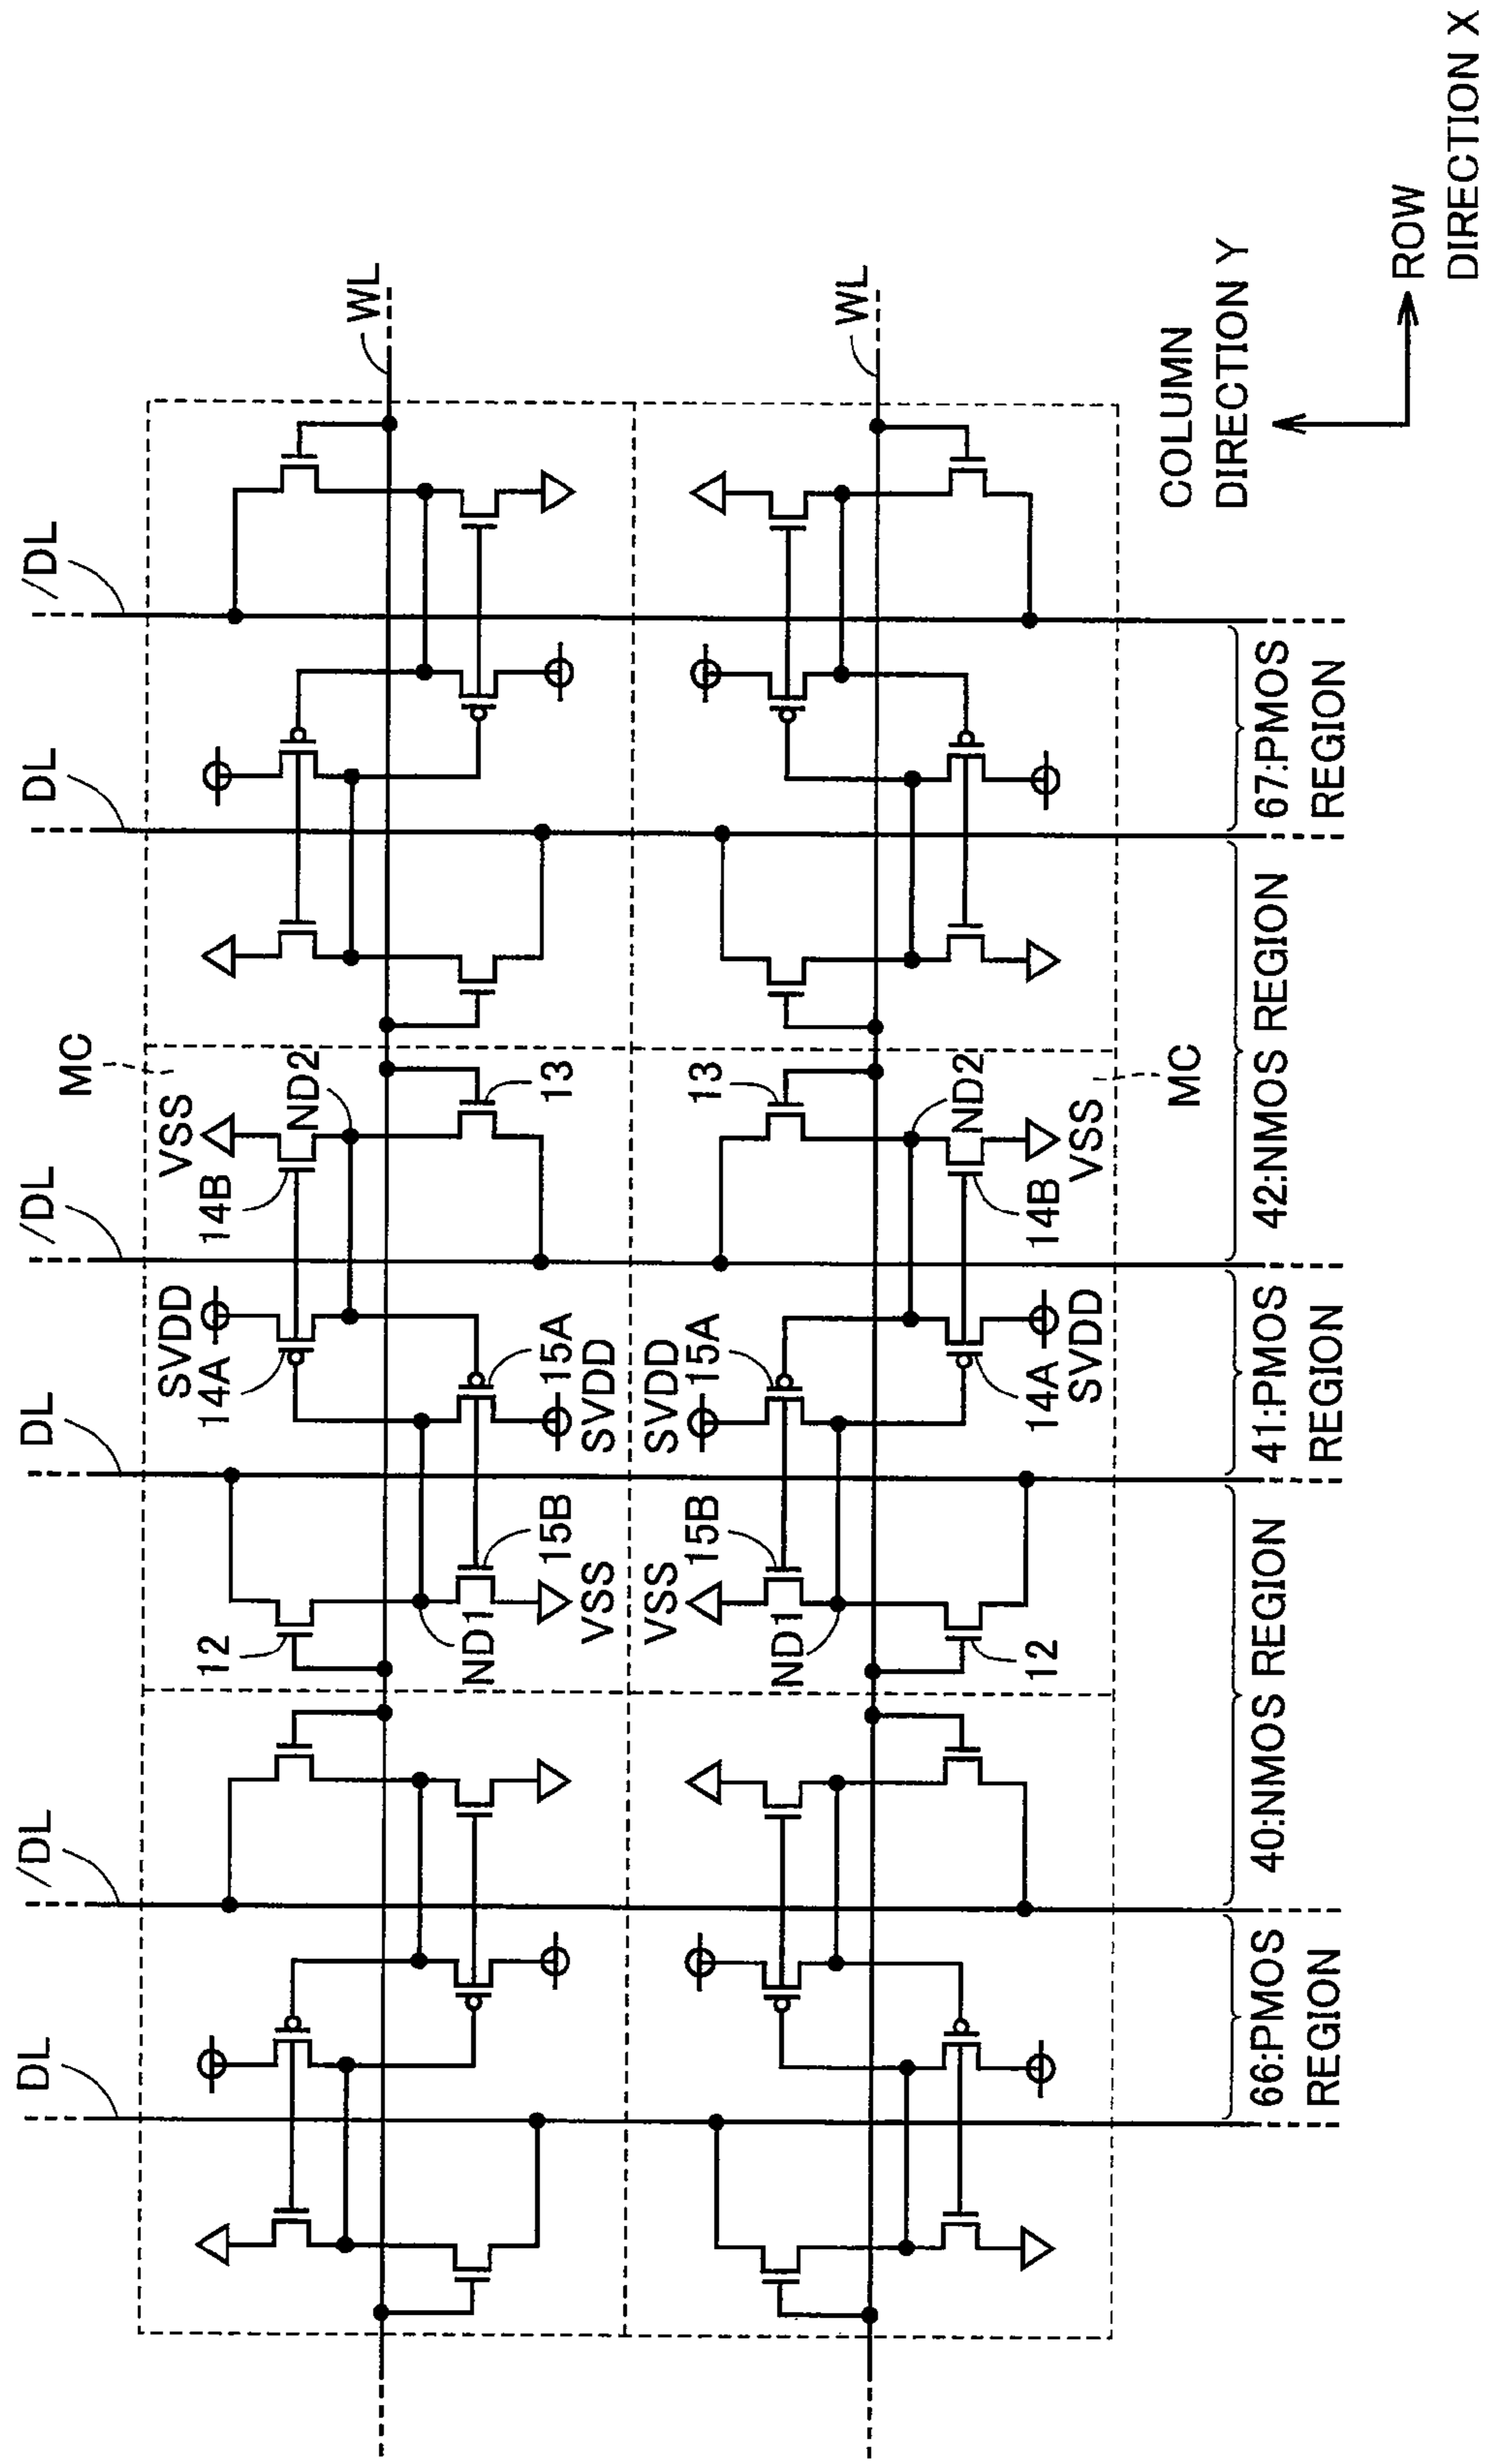 DL
/DL
DL
/DL
DL
/DL
MC
SVDD
VSS
12
14A
14B
ND2
WL
ND1
15B
15A
13
VSS
SVDD
VSS
SVDD
15B
15A
13
ND1
WL
ND2
12
14A
14B
SVDD
VSS
MC
COLUMN
DIRECTION Y
66:PMOS
REGION
40:NMOS REGION
41:PMOS
REGION
42:NMOS REGION
67:PMOS
REGION
ROW
DIRECTION X